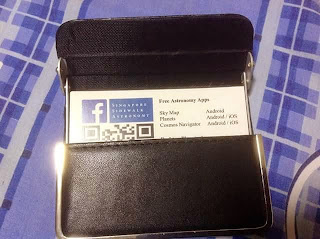 f
SINGAPORE
SIDEWALK
ASTRONOMY
Free Astronomy Apps
Sky Map Android
Planets Android / iOS
Cosmos Navigator Android / iOS